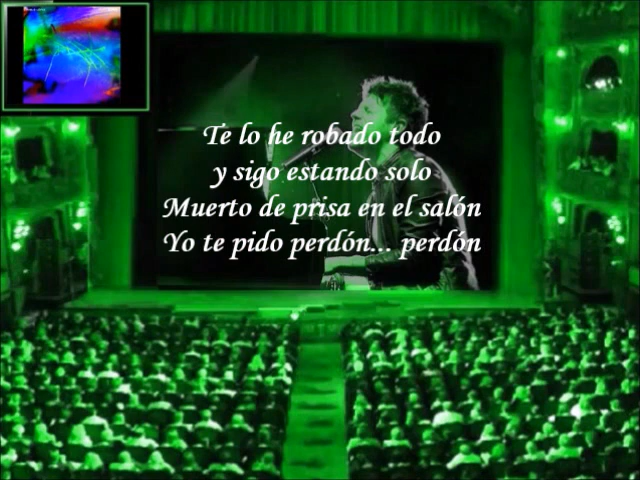 Te lo he robado todo
y sigo estando solo
Muerto de prisa en el salón
Yo te pido perdón... perdón